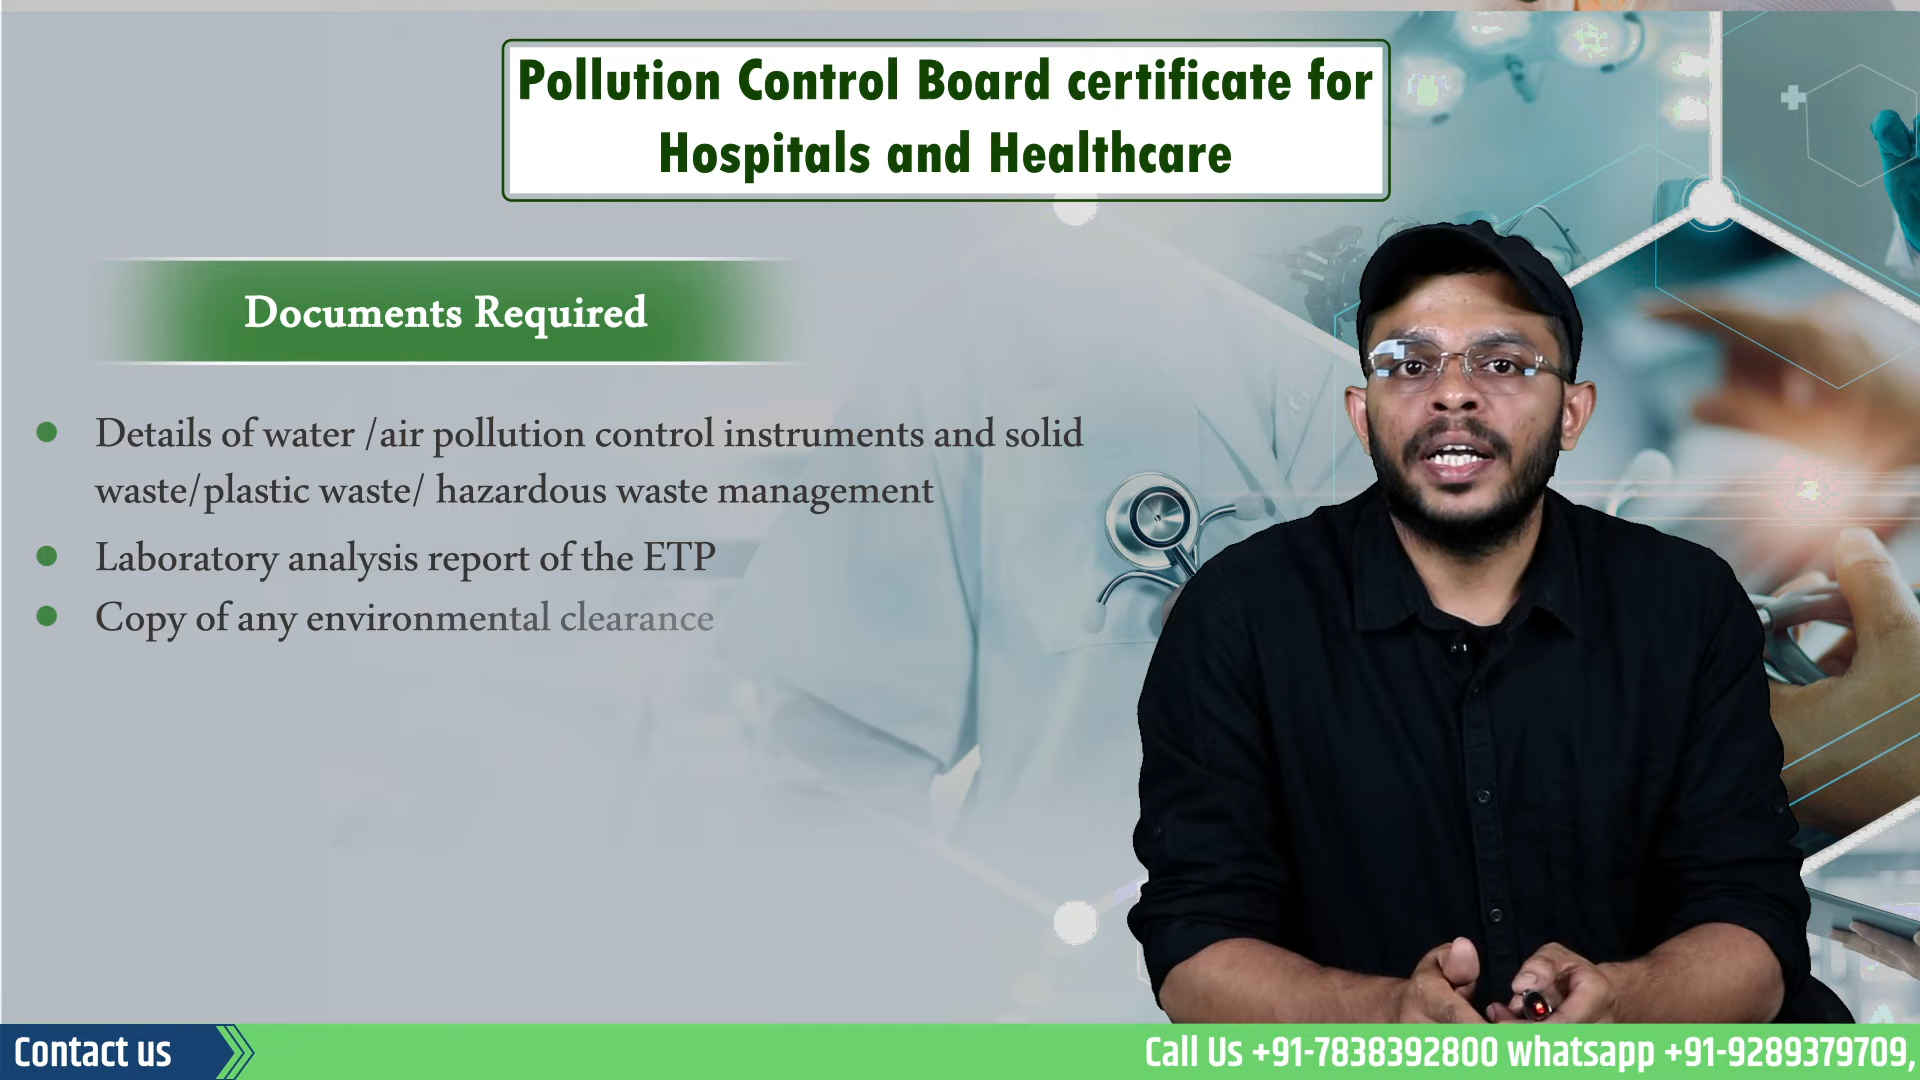 Pollution Control Board certificate for
Hospitals and Healthcare
Documents Required
Details of water /air pollution control instruments and solid
waste/plastic waste/ hazardous waste management
Laboratory analysis report of the ETP
Copy of any environmental clearance
Contact us
Call Us +91-7838392800 whatsapp +91-9289379709,